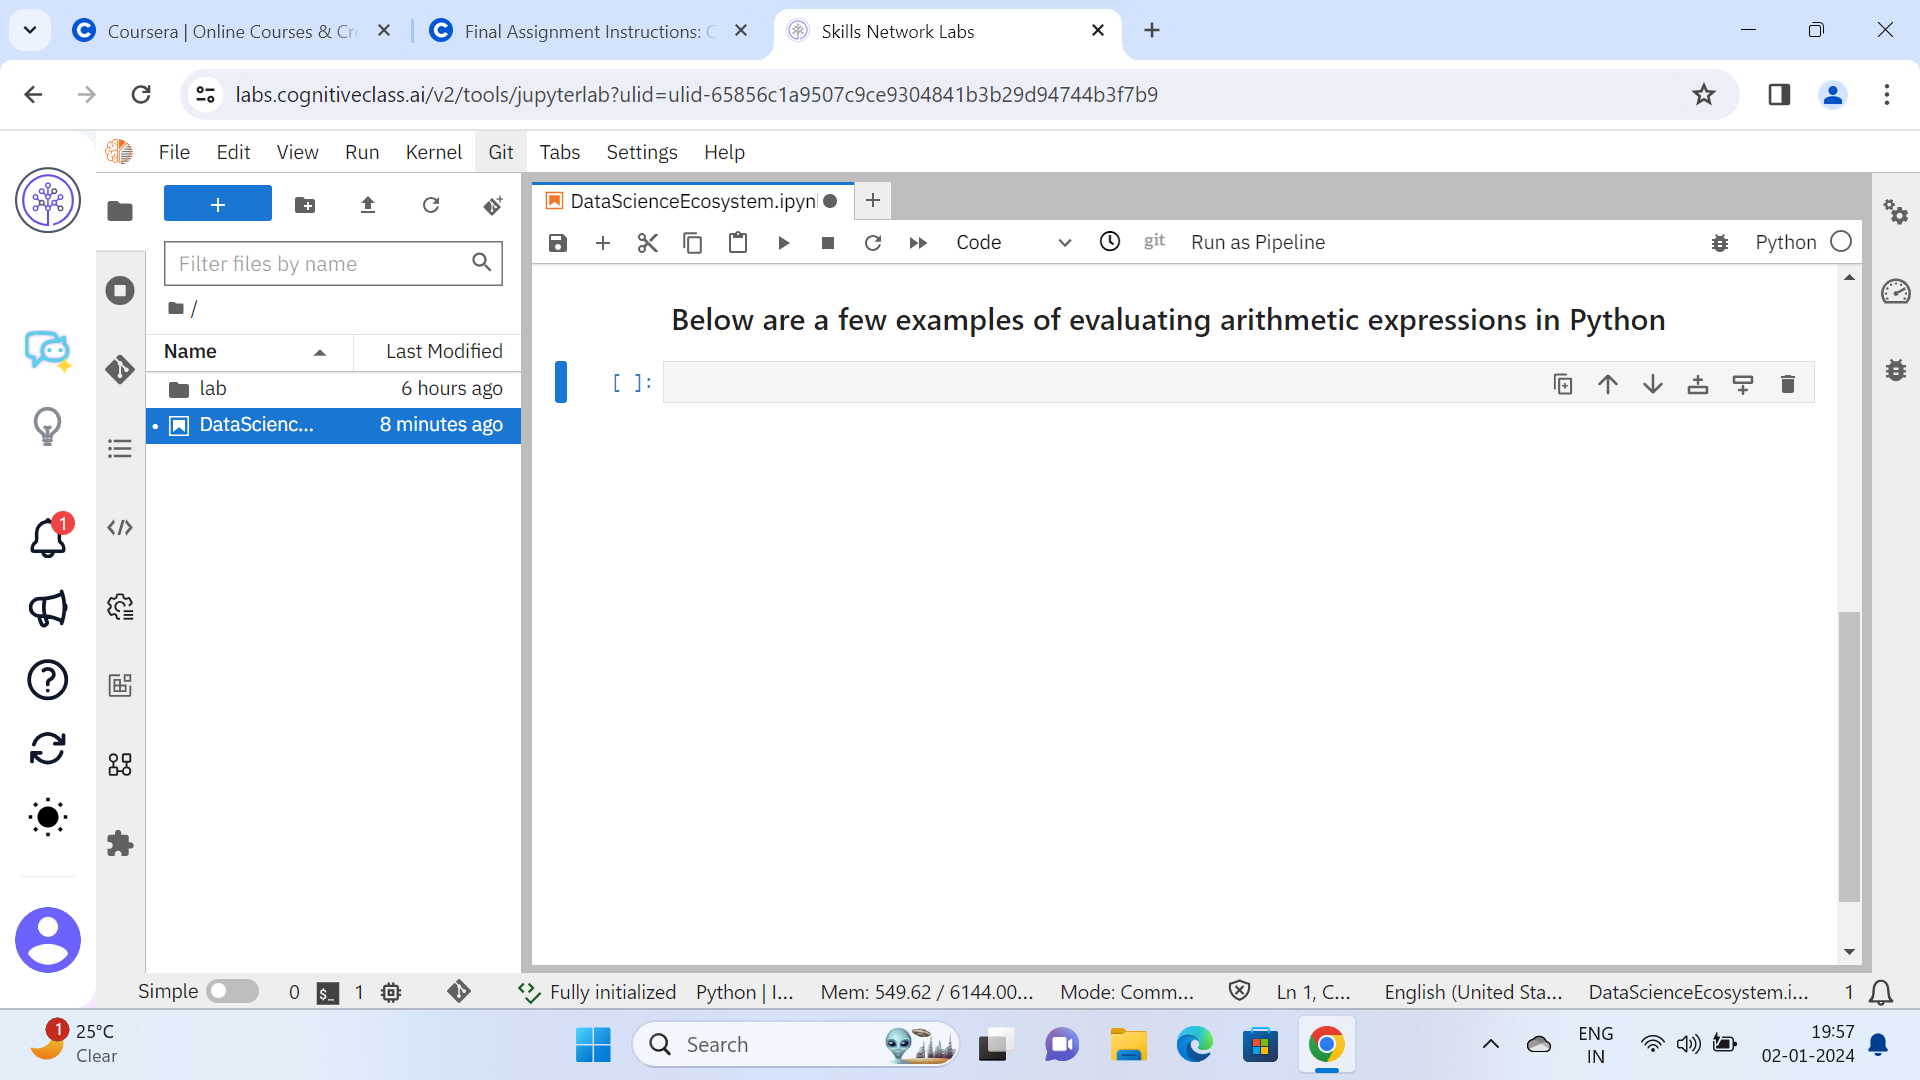 Coursera | Online Courses & Cr
Final Assignment Instructions: C
Skills Network Labs
labs.cognitiveclass.ai/v2/tools/jupyterlab?ulid=ulid-65856c1a9507c9ce9304841b3b29d94744b3f7b9
File Edit View Run Kernel Git Tabs Settings Help
DataScienceEcosystem.ipyn
Code
git
Run as Pipeline
Python
Filter files by name
/
Name
Last Modified
lab
6 hours ago
DataScienc...
8 minutes ago
Below are a few examples of evaluating arithmetic expressions in Python
[ ]:
1
Simple
0
$_
1
Fully initialized
Python | I...
Mem: 549.62 / 6144.00...
Mode: Comm...
Ln 1, C...
English (United Sta...
DataScienceEcosystem.i...
1
1
25°C
Clear
Search
ENG
IN
19:57
02-01-2024